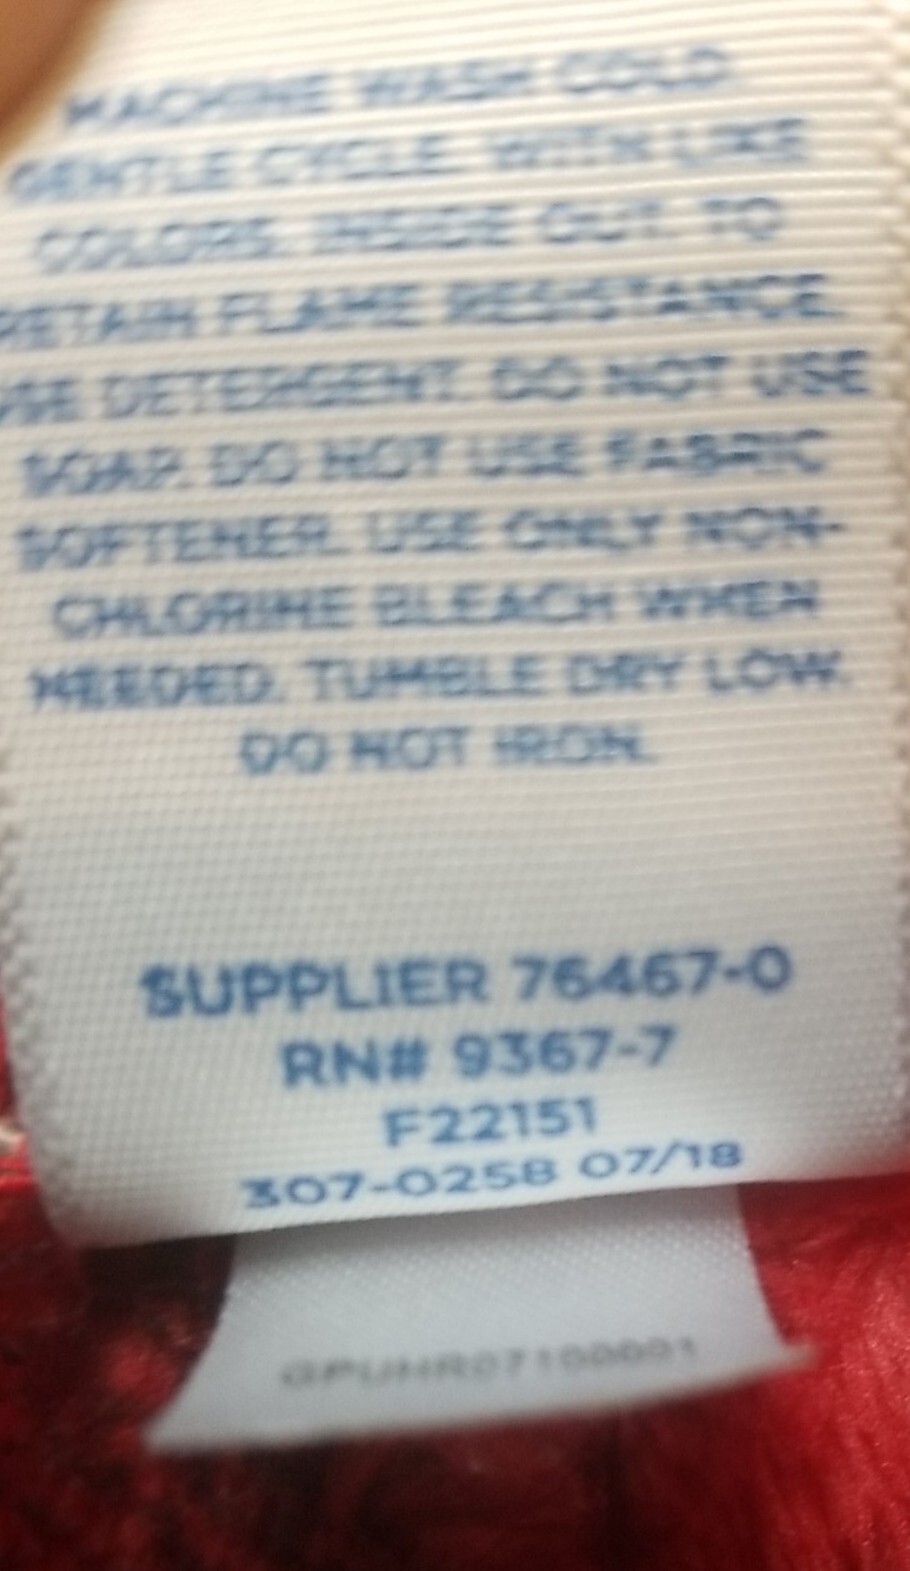 MACHINE WASH COLD.
GENTLE CYCLE. WITH LIKE
COLORS. INSIDE OUT. TO
RETAIN FLAME RESISTANCE.
USE DETERGENT. DO NOT USE
SOAP. DO NOT USE FABRIC
SOFTENER. USE ONLY NON-
CHLORINE BLEACH WHEN
NEEDED. TUMBLE DRY LOW.
DO NOT IRON.
SUPPLIER 76467-0
RN# 9367-7
F22151
307-0258 07/18